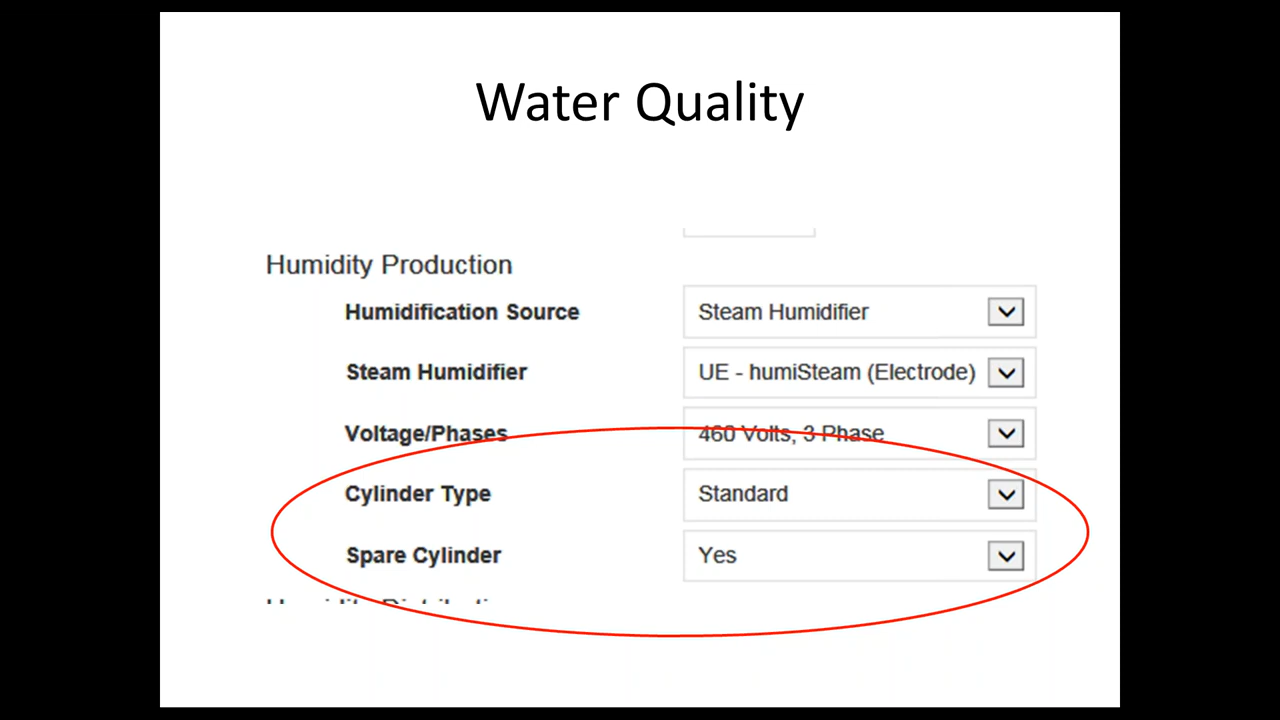 Water Quality
Humidity Production
Humidification Source Steam Humidifier
Steam Humidifier UE - humiSteam (Electrode)
Voltage/Phases 460 Volts, 3 Phase
Cylinder Type Standard
Spare Cylinder Yes